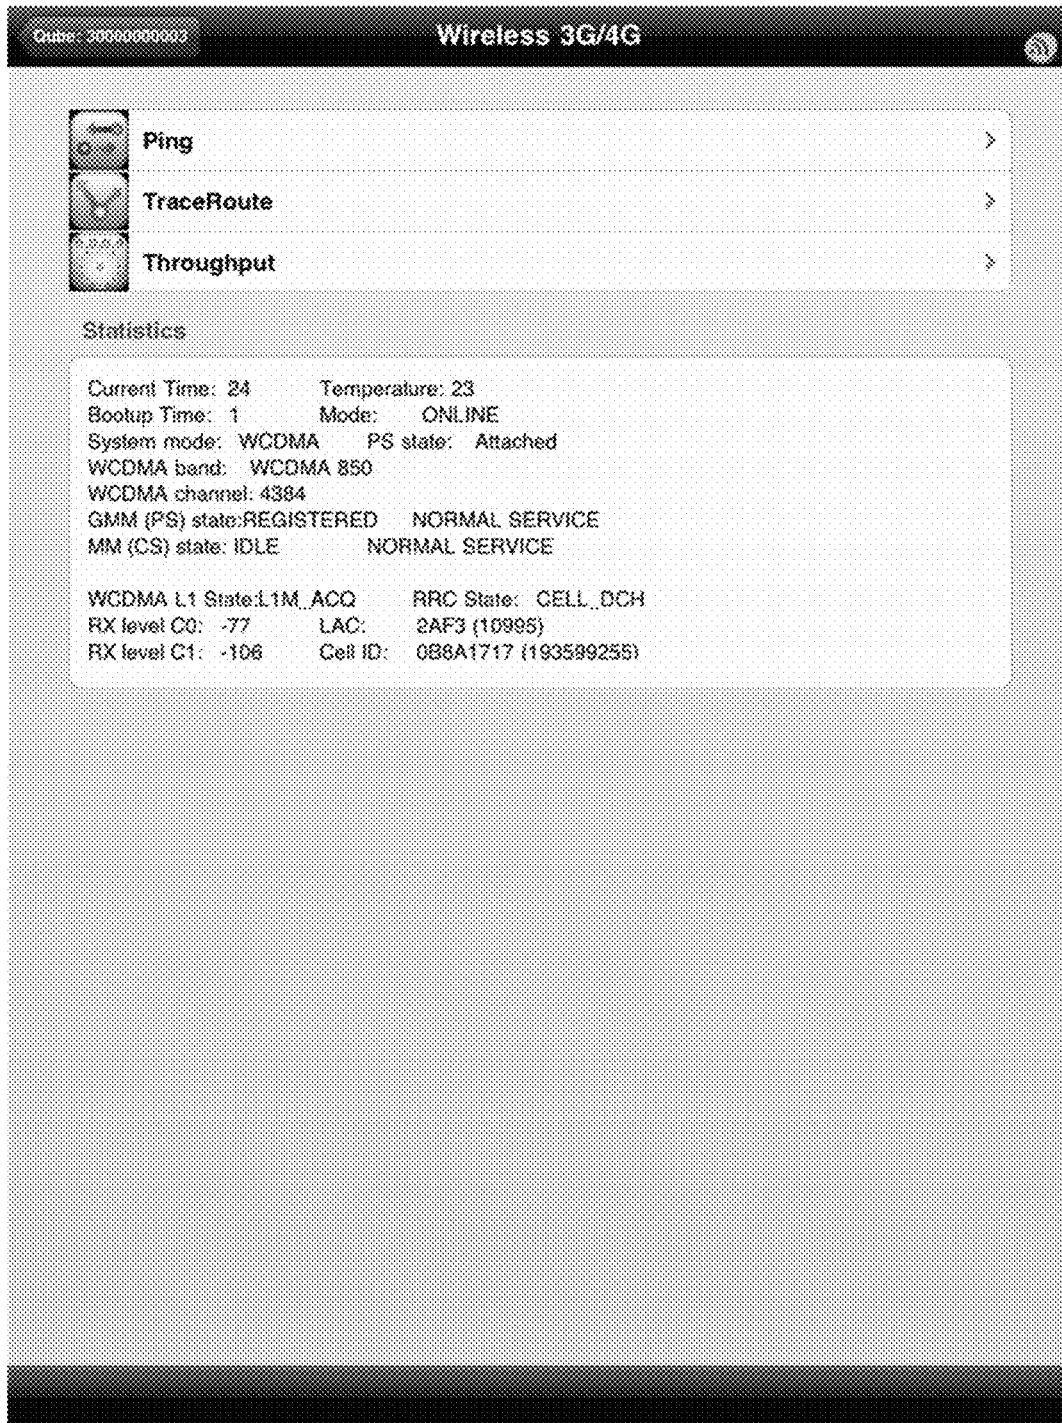 Qube: 30000000003
Wireless 3G/4G
Ping
TraceRoute
Throughput
Statistics
Current Time: 24 Temperature: 23
Bootup Time: 1 Mode: ONLINE
System mode: WCDMA PS state: Attached
WCDMA band: WCDMA 850
WCDMA channel: 4384
GMM (PS) state:REGISTERED NORMAL SERVICE
MM (CS) state: IDLE NORMAL SERVICE
WCDMA L1 State:L1M_ACQ RRC State: CELL_DCH
RX level C0: -77 LAC: 2AF3 (10995)
RX level C1: -106 Cell ID: 0B8A1717 (193599255)